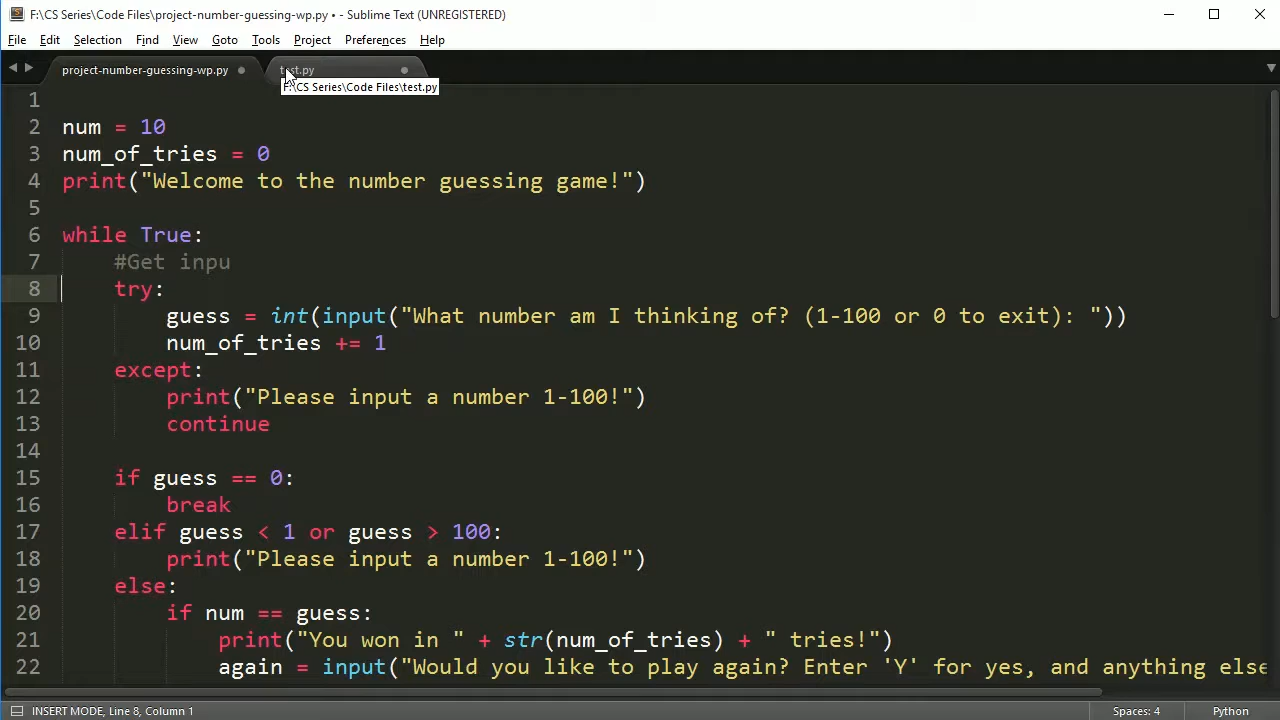 F:\CS Series\Code Files\project-number-guessing-wp.py • - Sublime Text (UNREGISTERED)
File Edit Selection Find View Goto Tools Project Preferences Help
project-number-guessing-wp.py test.py
F:\CS Series\Code Files\test.py
1
2 num = 10
3 num_of_tries = 0
4 print("Welcome to the number guessing game!")
5
6 while True:
7     #Get inpu
8     try:
9         guess = int(input("What number am I thinking of? (1-100 or 0 to exit): "))
10         num_of_tries += 1
11     except:
12         print("Please input a number 1-100!")
13         continue
14
15     if guess == 0:
16         break
17     elif guess < 1 or guess > 100:
18         print("Please input a number 1-100!")
19     else:
20         if num == guess:
21             print("You won in " + str(num_of_tries) + " tries!")
22             again = input("Would you like to play again? Enter 'Y' for yes, and anything else
INSERT MODE, Line 8, Column 1 Spaces: 4 Python